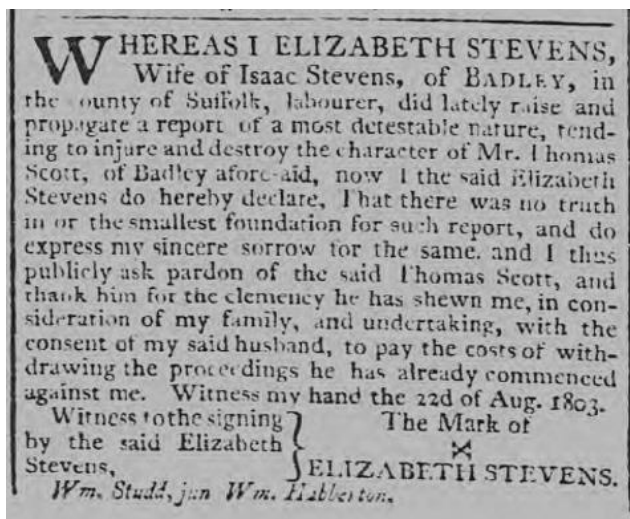 WHEREAS I ELIZABETH STEVENS,
Wife of Isaac Stevens, of BADLEY, in
the county of Suffolk, labourer, did lately raise and
propagate a report of a most detestable nature, tend-
ing to injure and destroy the character of Mr. Thomas
Scott, of Badley aforesaid, now I the said Elizabeth
Stevens do hereby declare, That there was no truth
in or the smallest foundation for such report, and do
express my sincere sorrow for the same. and I thus
publicly ask pardon of the said Thomas Scott, and
thank him for the clemency he has shewn me, in con-
sideration of my family, and undertaking, with the
consent of my said husband, to pay the costs of with-
drawing the proceedings he has already commenced
against me. Witness my hand the 22d of Aug. 1803.
Witness to the signing
by the said Elizabeth
Stevens,
The Mark of
X
ELIZABETH STEVENS.
Wm. Studd, jun Wm. Habberton.